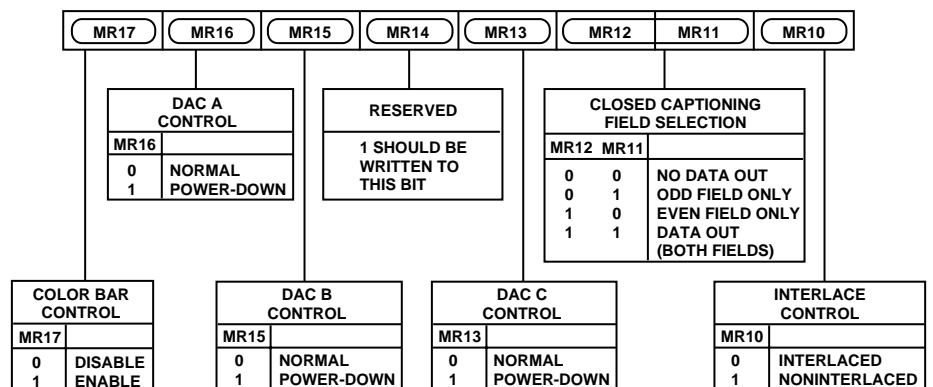 MR17 MR16 MR15 MR14 MR13 MR12 MR11 MR10
DAC A
CONTROL
MR16
0 NORMAL
1 POWER-DOWN
RESERVED
1 SHOULD BE
WRITTEN TO
THIS BIT
CLOSED CAPTIONING
FIELD SELECTION
MR12 MR11
0 0 NO DATA OUT
0 1 ODD FIELD ONLY
1 0 EVEN FIELD ONLY
1 1 DATA OUT
(BOTH FIELDS)
COLOR BAR
CONTROL
MR17
0 DISABLE
1 ENABLE
DAC B
CONTROL
MR15
0 NORMAL
1 POWER-DOWN
DAC C
CONTROL
MR13
0 NORMAL
1 POWER-DOWN
INTERLACE
CONTROL
MR10
0 INTERLACED
1 NONINTERLACED